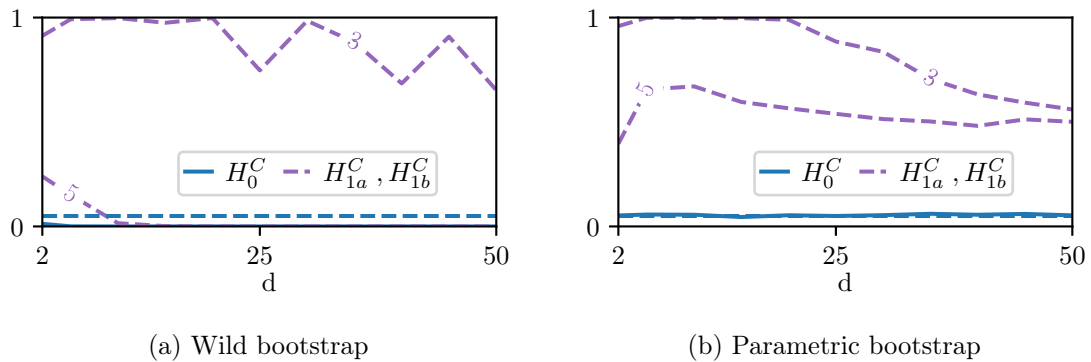 1
3
5
H_0^C H_{1a}^C , H_{1b}^C
0
2 25 50
d
(a) Wild bootstrap
1
3
5
H_0^C H_{1a}^C , H_{1b}^C
0
2 25 50
d
(b) Parametric bootstrap